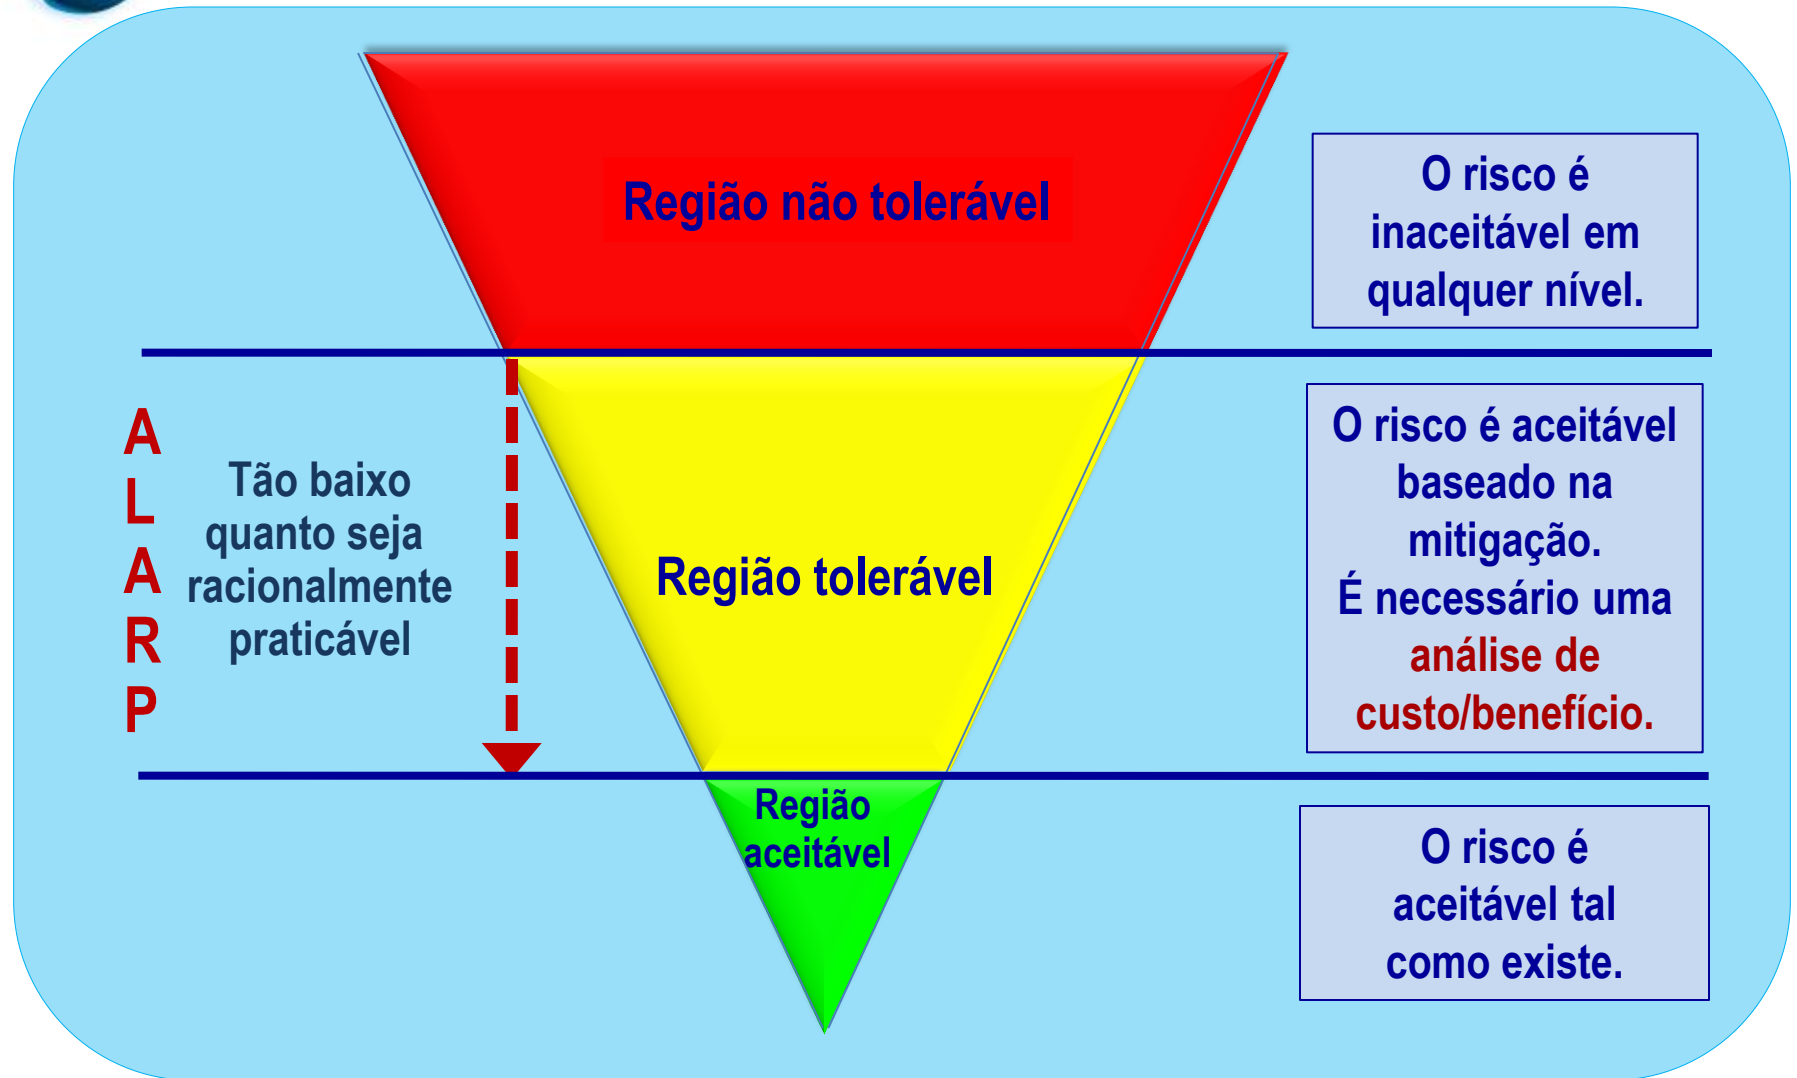 Região não tolerável
O risco é
inaceitável em
qualquer nível.
A
L
A
R
P
Tão baixo
quanto seja
racionalmente
praticável
Região tolerável
O risco é aceitável
baseado na
mitigação.
É necessário uma
análise de
custo/benefício.
Região
aceitável
O risco é
aceitável tal
como existe.